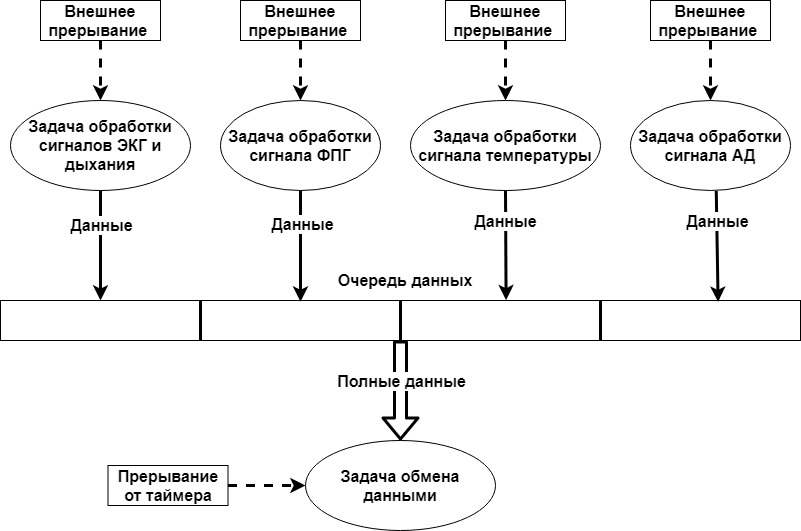 Внешнее
прерывание
Внешнее
прерывание
Внешнее
прерывание
Внешнее
прерывание
Задача обработки
сигналов ЭКГ и
дыхания
Задача обработки
сигнала ФПГ
Задача обработки
сигнала температуры
Задача обработки
сигнала АД
Данные
Данные
Данные
Данные
Очередь данных
Полные данные
Прерывание
от таймера
Задача обмена
данными